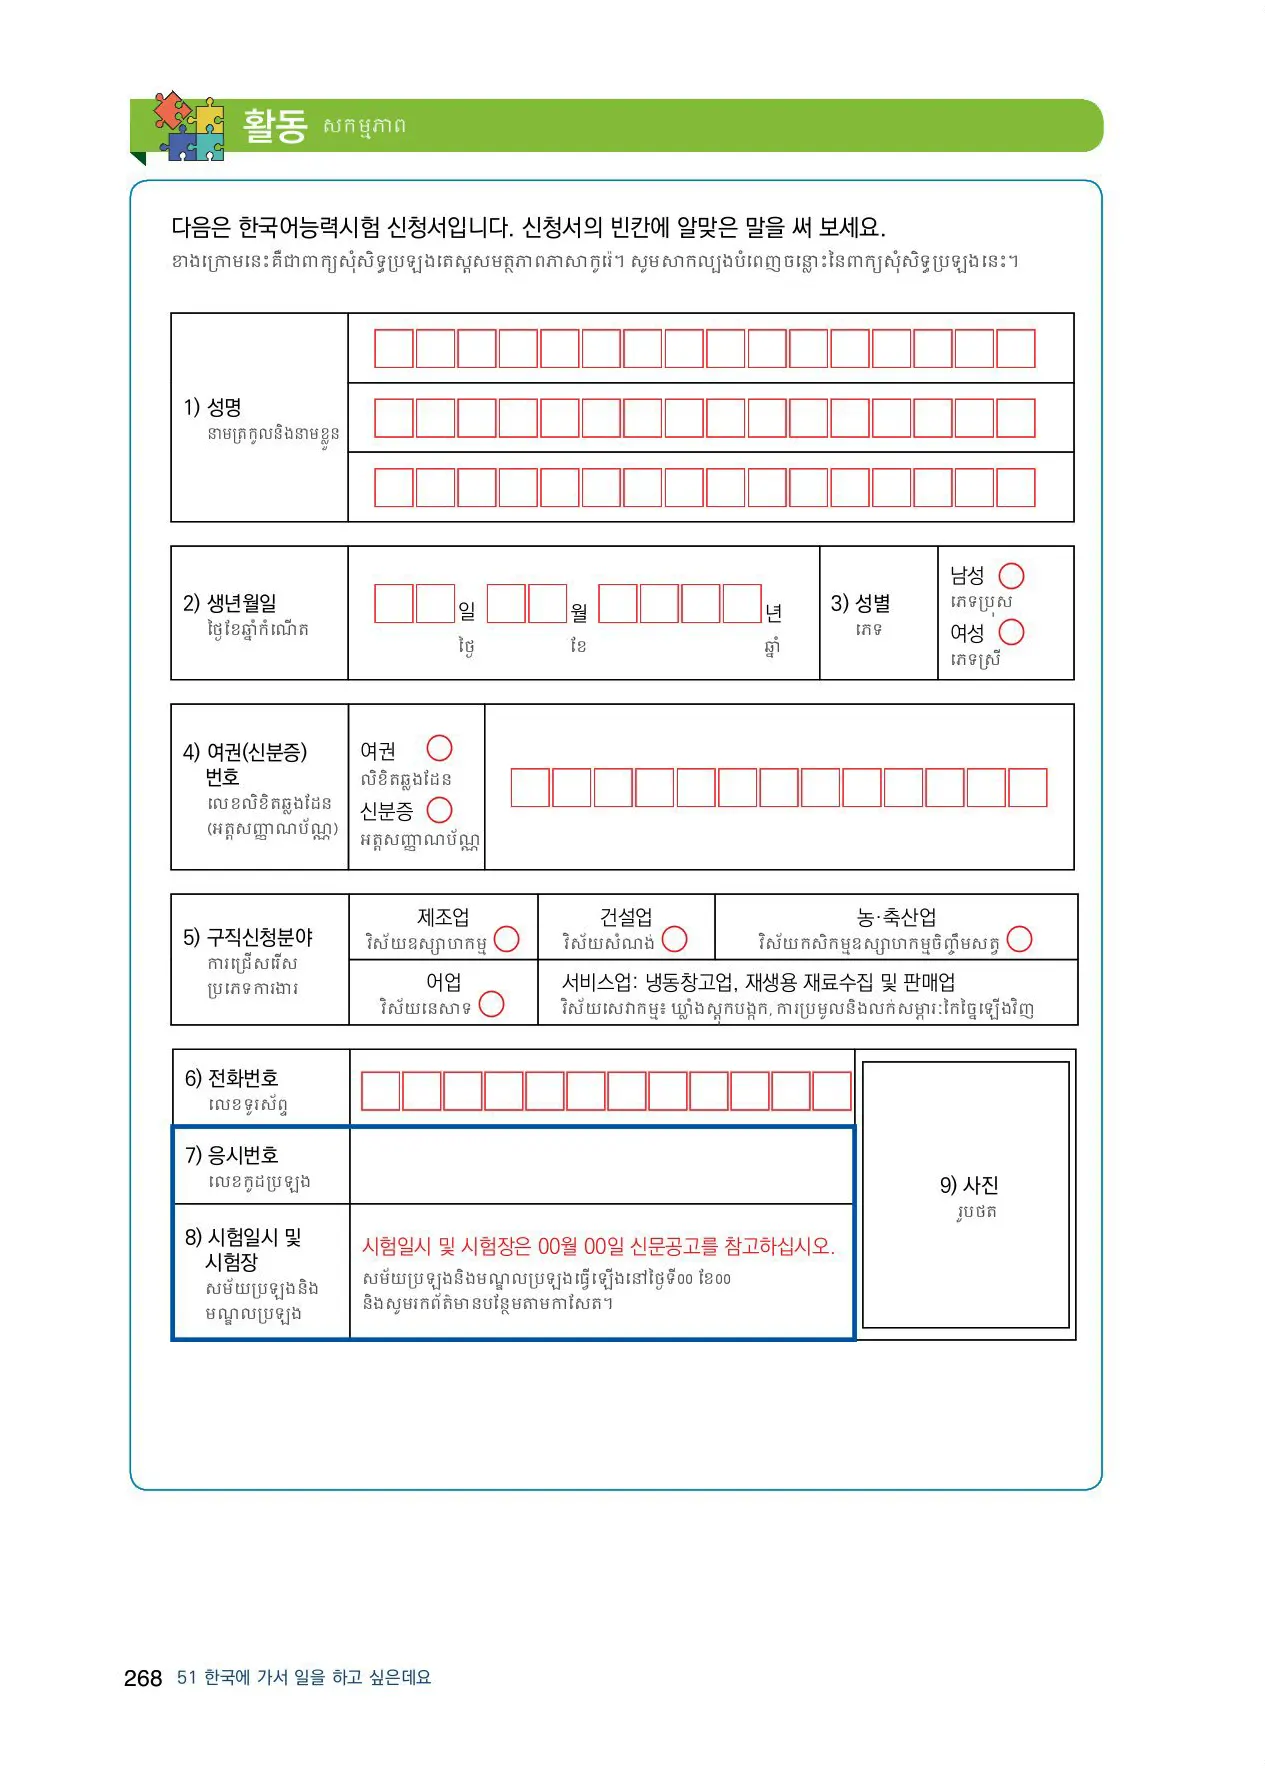 활동 សកម្មភាព
다음은 한국어능력시험 신청서입니다. 신청서의 빈칸에 알맞은 말을 써 보세요.
ខាងក្រោមនេះគឺជាពាក្យសុំសិទ្ធប្រឡងតេស្តសមត្ថភាពភាសាកូរ៉េ។ សូមសាកល្បងបំពេញចន្លោះនៃពាក្យសុំសិទ្ធប្រឡងនេះ។
1) 성명
នាមត្រកូលនិងនាមខ្លួន
2) 생년월일
ថ្ងៃខែឆ្នាំកំណើត
일 월 년
ថ្ងៃ ខែ ឆ្នាំ
3) 성별
ភេទ
남성
ភេទប្រុស
여성
ភេទស្រី
4) 여권(신분증)
번호
លេខលិខិតឆ្លងដែន
(អត្តសញ្ញាណប័ណ្ណ)
여권
លិខិតឆ្លងដែន
신분증
អត្តសញ្ញាណប័ណ្ណ
5) 구직신청분야
ការជ្រើសរើស
ប្រភេទការងារ
제조업
វិស័យឧស្សាហកម្ម
건설업
វិស័យសំណង់
농·축산업
វិស័យកសិកម្មឧស្សាហកម្មចិញ្ចឹមសត្វ
어업
វិស័យនេសាទ
서비스업: 냉동창고업, 재생용 재료수집 및 판매업
វិស័យសេវាកម្ម៖ ឃ្លាំងស្តុកបង្កក, ការប្រមូលនិងលក់សម្ភារៈកែច្នៃឡើងវិញ
6) 전화번호
លេខទូរស័ព្ទ
7) 응시번호
លេខកូដប្រឡង
8) 시험일시 및
시험장
សម័យប្រឡងនិង
មណ្ឌលប្រឡង
시험일시 및 시험장은 00월 00일 신문공고를 참고하십시오.
សម័យប្រឡងនិងមណ្ឌលប្រឡងធ្វើឡើងនៅថ្ងៃទី០០ ខែ០០
និងសូមរកព័ត៌មានបន្ថែមតាមកាសែត។
9) 사진
រូបថត
268 51 한국에 가서 일을 하고 싶은데요